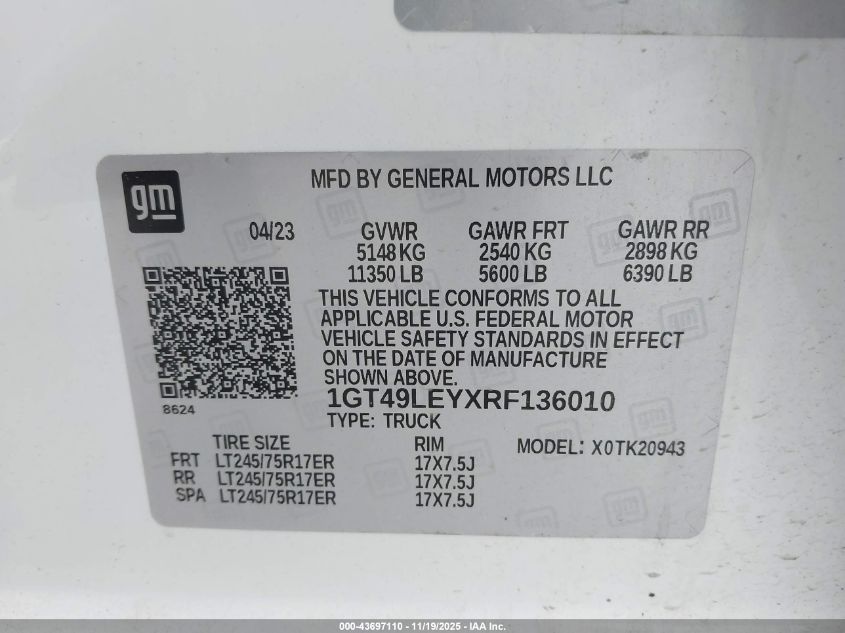 gm
MFD BY GENERAL MOTORS LLC
04/23 GVWR GAWR FRT GAWR RR
5148 KG 2540 KG 2898 KG
11350 LB 5600 LB 6390 LB
THIS VEHICLE CONFORMS TO ALL
APPLICABLE U.S. FEDERAL MOTOR
VEHICLE SAFETY STANDARDS IN EFFECT
ON THE DATE OF MANUFACTURE
SHOWN ABOVE.
8624
1GT49LEYXRF136010
TYPE: TRUCK
TIRE SIZE RIM MODEL: X0TK20943
FRT LT245/75R17ER 17X7.5J
RR LT245/75R17ER 17X7.5J
SPA LT245/75R17ER 17X7.5J
000-43697110 - 11/19/2025 - IAA Inc.